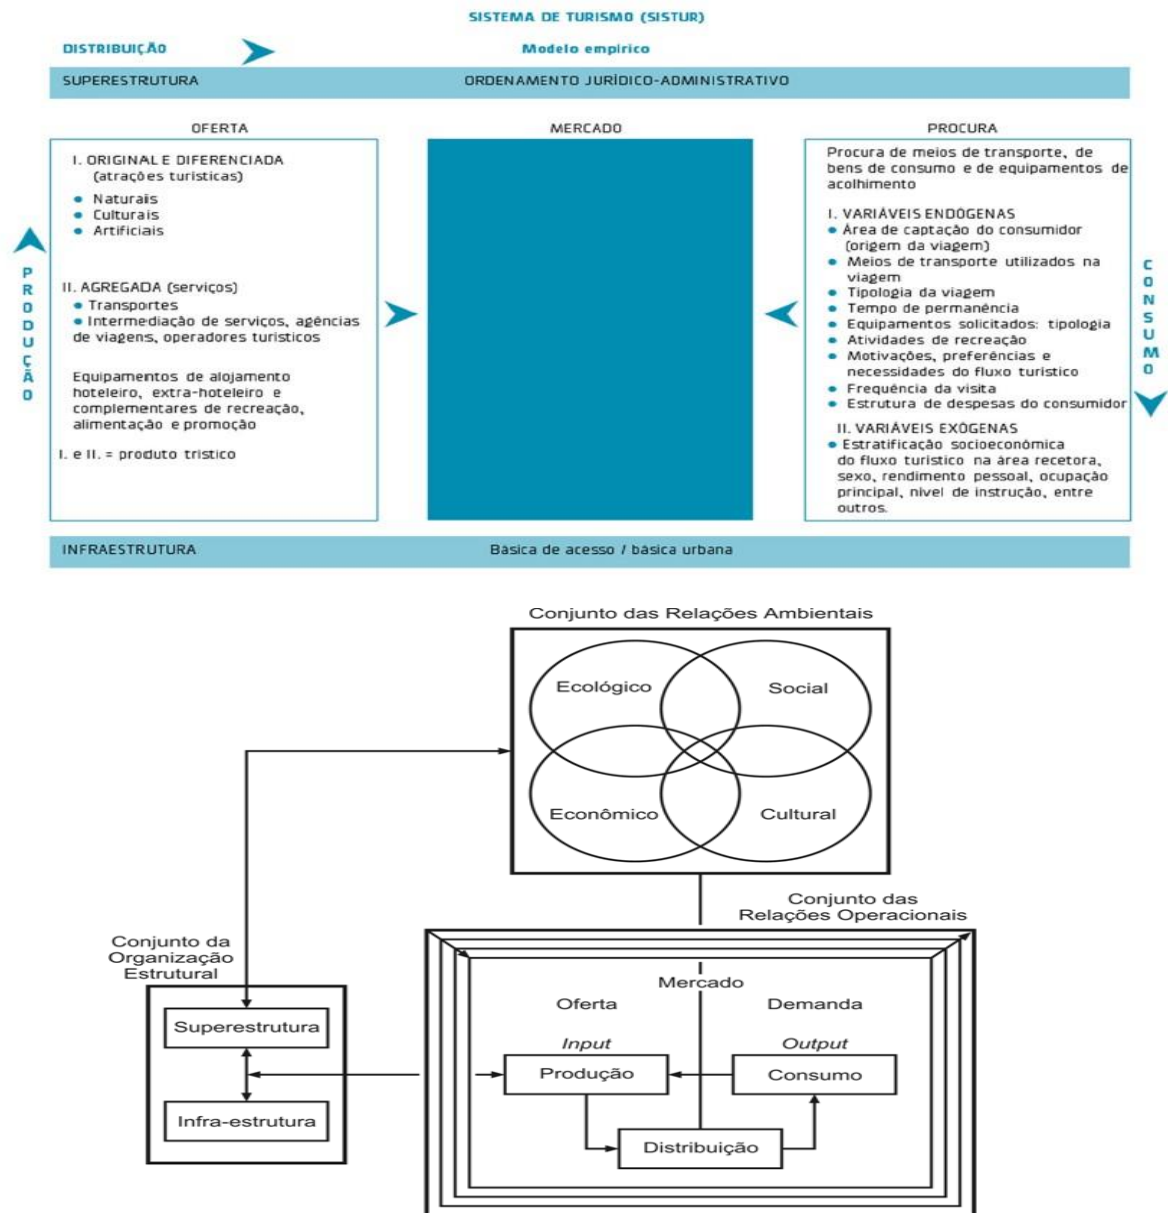 SISTEMA DE TURISMO (SISTUR)
DISTRIBUIÇÃO
Modelo empírico
SUPERESTRUTURA
ORDENAMENTO JURÍDICO-ADMINISTRATIVO
OFERTA
MERCADO
PROCURA
PRODUÇÃO
I. ORIGINAL E DIFERENCIADA
(atrações turísticas)
• Naturais
• Culturais
• Artificiais
II. AGREGADA (serviços)
• Transportes
• Intermediação de serviços, agências
de viagens, operadores turísticos
Equipamentos de alojamento
hoteleiro, extra-hoteleiro e
complementares de recreação,
alimentação e promoção
I. e II. = produto trístico
Procura de meios de transporte, de
bens de consumo e de equipamentos de
acolhimento
I. VARIÁVEIS ENDÓGENAS
• Área de captação do consumidor
(origem da viagem)
• Meios de transporte utilizados na
viagem
• Tipologia da viagem
• Tempo de permanência
• Equipamentos solicitados: tipologia
• Atividades de recreação
• Motivações, preferências e
necessidades do fluxo turístico
• Frequência da visita
• Estrutura de despesas do consumidor
II. VARIÁVEIS EXÓGENAS
• Estratificação socioeconómica
do fluxo turístico na área recetora,
sexo, rendimento pessoal, ocupação
principal, nível de instrução, entre
outros.
CONSUMO
INFRAESTRUTURA
Básica de acesso / básica urbana
Conjunto das Relações Ambientais
Ecológico
Social
Econômico
Cultural
Conjunto das
Relações Operacionais
Conjunto da
Organização
Estrutural
Superestrutura
Infra-estrutura
Mercado
Oferta
Demanda
Input
Output
Produção
Consumo
Distribuição